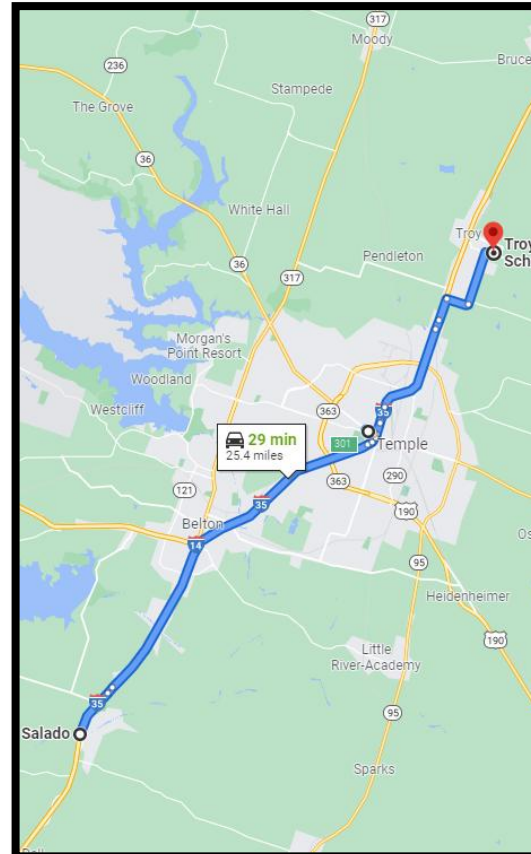 317
Moody
Bruce
236
Stampede
The Grove
36
White Hall
Troy
Troy
Sch
Pendleton
36
317
Morgan's
Point Resort
Woodland
363
35
Westcliff
29 min
25.4 miles
301
Temple
121
35
363
290
190
Belton
14
Os
95
Heidenheimer
190
Little
River-Academy
35
95
Salado
Sparks